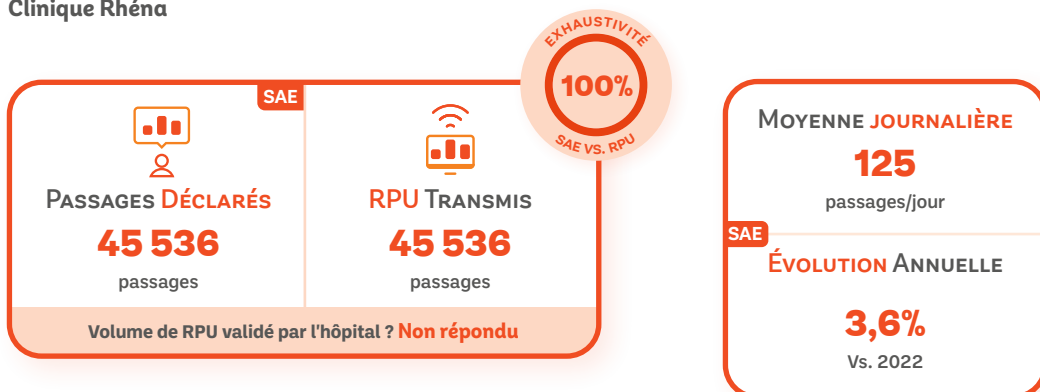 Clinique Rhéna
EXHAUSTIVITÉ
100%
SAE VS. RPU
SAE
Passages Déclarés
45 536
passages
RPU Transmis
45 536
passages
Volume de RPU validé par l'hôpital ? Non répondu
Moyenne journalière
125
passages/jour
SAE
Évolution Annuelle
3,6%
Vs. 2022